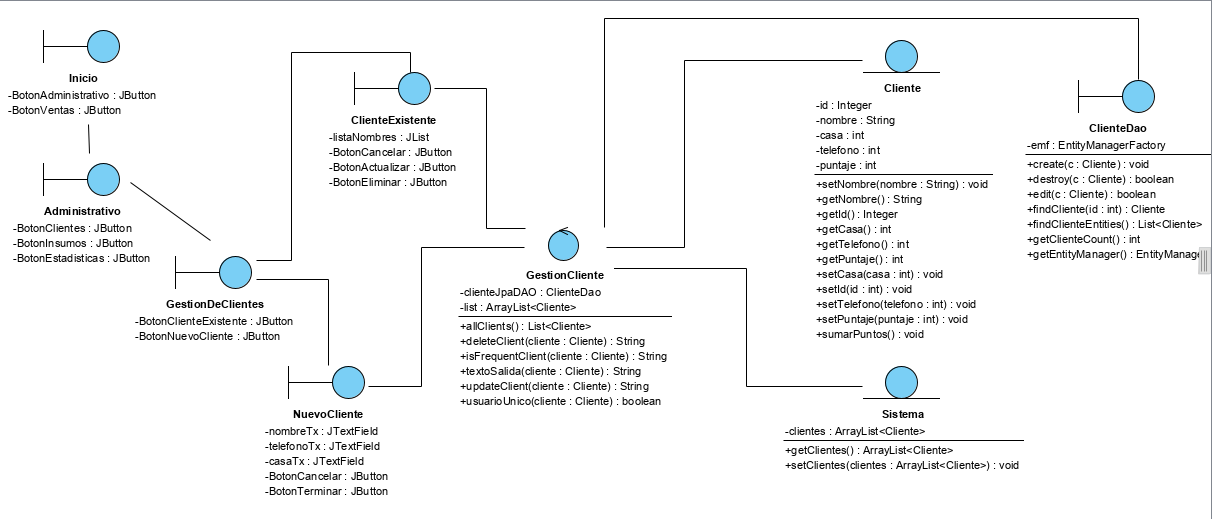 Inicio
-BotonAdministrativo : JButton
-BotonVentas : JButton
Administrativo
-BotonClientes : JButton
-BotonInsumos : JButton
-BotonEstadisticas : JButton
GestionDeClientes
-BotonClienteExistente : JButton
-BotonNuevoCliente : JButton
ClienteExistente
-listaNombres : JList
-BotonCancelar : JButton
-BotonActualizar : JButton
-BotonEliminar : JButton
NuevoCliente
-nombreTx : JTextField
-telefonoTx : JTextField
-casaTx : JTextField
-BotonCancelar : JButton
-BotonTerminar : JButton
GestionCliente
-clienteJpaDAO : ClienteDao
-list : ArrayList<Cliente>
+allClients() : List<Cliente>
+deleteClient(cliente : Cliente) : String
+isFrequentClient(cliente : Cliente) : String
+textoSalida(cliente : Cliente) : String
+updateClient(cliente : Cliente) : String
+usuarioUnico(cliente : Cliente) : boolean
Cliente
-id : Integer
-nombre : String
-casa : int
-telefono : int
-puntaje : int
+setNombre(nombre : String) : void
+getNombre() : String
+getId() : Integer
+getCasa() : int
+getTelefono() : int
+getPuntaje() : int
+setCasa(casa : int) : void
+setId(id : int) : void
+setTelefono(telefono : int) : void
+setPuntaje(puntaje : int) : void
+sumarPuntos() : void
Sistema
-clientes : ArrayList<Cliente>
+getClientes() : ArrayList<Cliente>
+setClientes(clientes : ArrayList<Cliente>) : void
ClienteDao
-emf : EntityManagerFactory
+create(c : Cliente) : void
+destroy(c : Cliente) : boolean
+edit(c : Cliente) : boolean
+findCliente(id : int) : Cliente
+findClienteEntities() : List<Cliente>
+getClienteCount() : int
+getEntityManager() : EntityManage